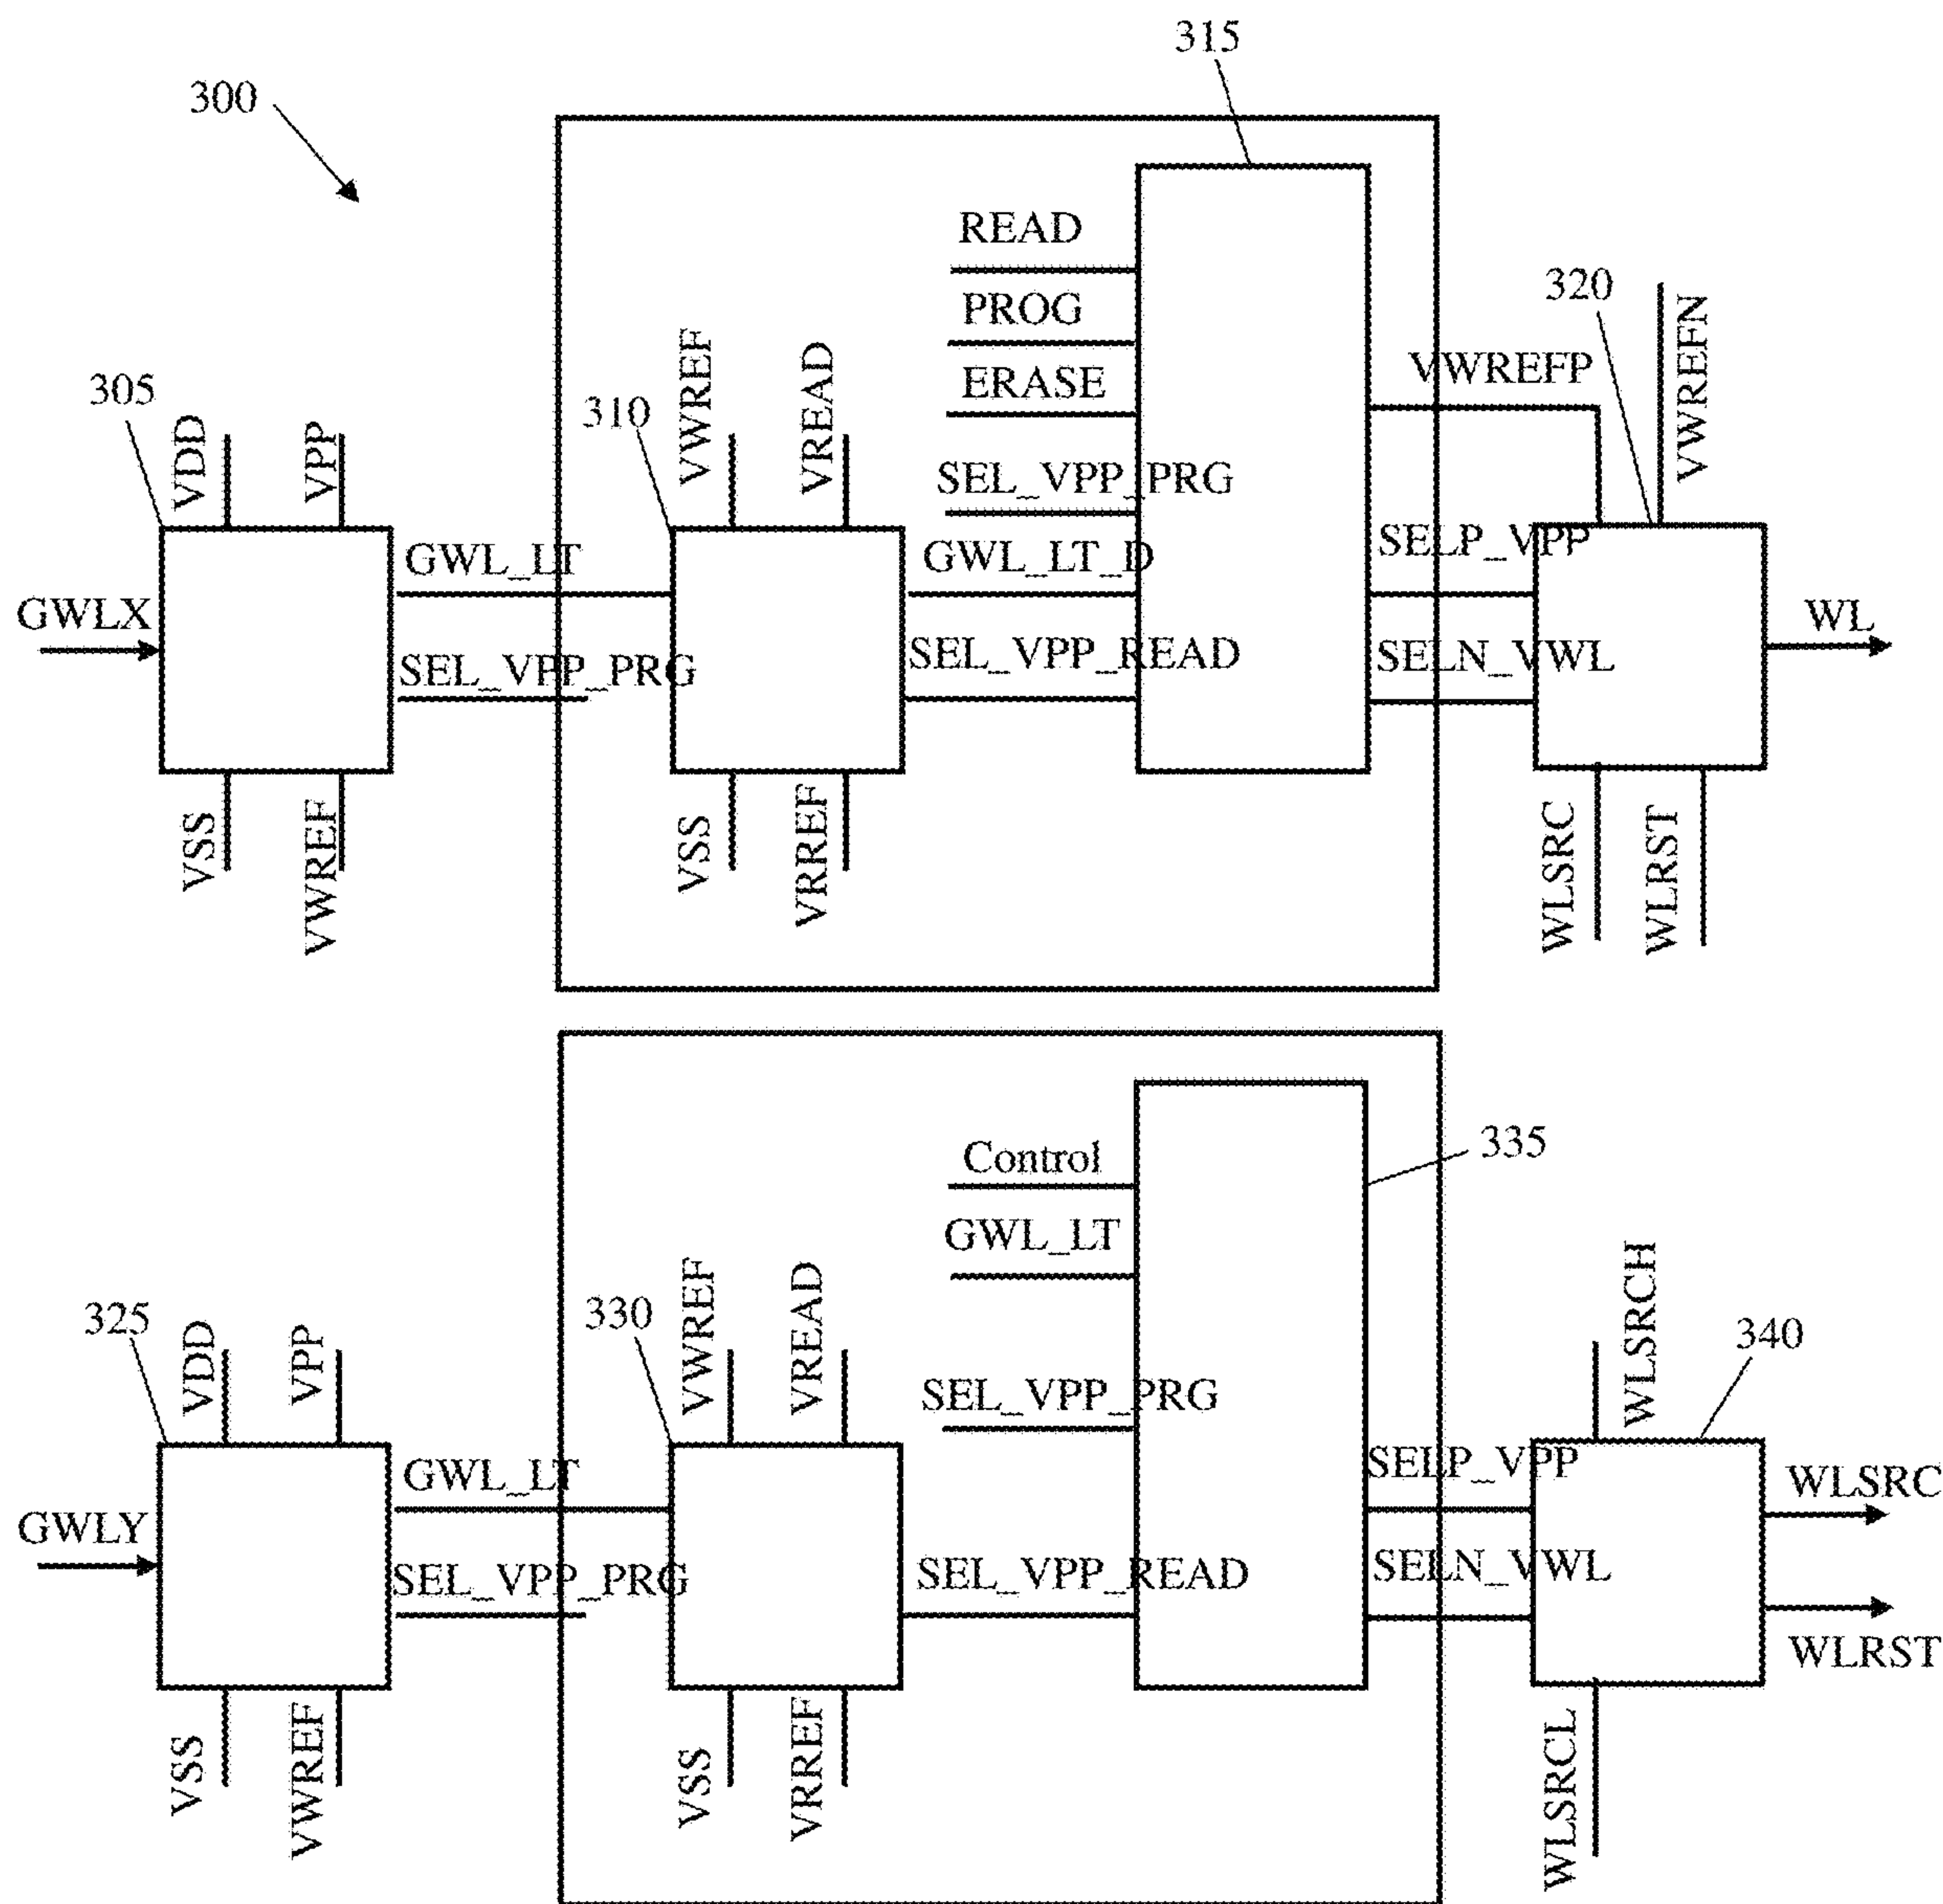 315
300
READ
320
PROG
VWREFN
VWREFP
305
ERASE
310
VDD
VPP
VWREF
VREAD
SEL_VPP_PRG
GWL_LT
GWL_LT_D
SELP_VPP
GWLX
WL
SEL_VPP_PRG
SEL_VPP_READ
SELN_VWL
VSS
VWREF
VSS
VRREF
WLSRC
WLRST
Control
335
GWL_LT
325
VDD
VPP
330
VWREF
VREAD
WLSRCH
340
SEL_VPP_PRG
GWL_LT
SELP_VPP
WLSRC
GWLY
SEL_VPP_PRG
SEL_VPP_READ
SELN_VWL
WLRST
VSS
VWREF
VSS
VRREF
WLSRCL